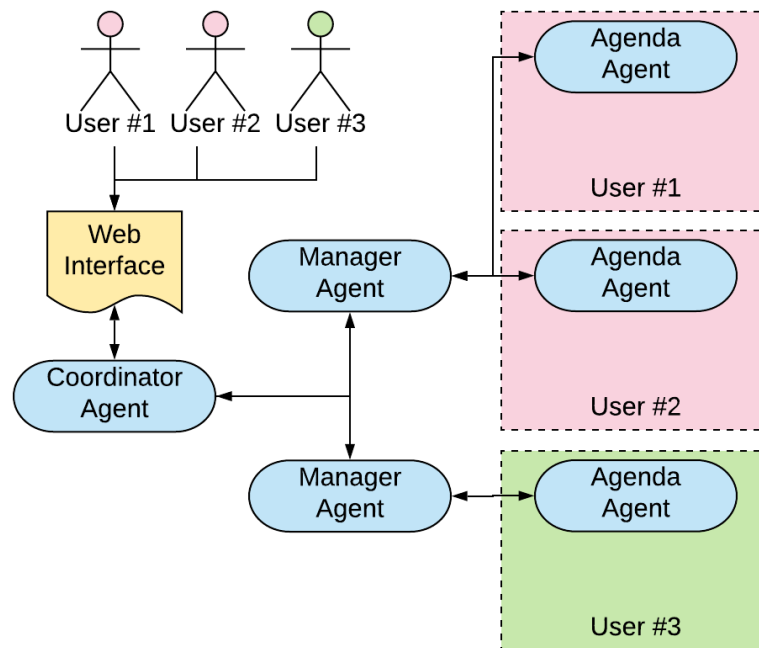 User #1 User #2 User #3
Web
Interface
Coordinator
Agent
Manager
Agent
Manager
Agent
Agenda
Agent
User #1
Agenda
Agent
User #2
Agenda
Agent
User #3